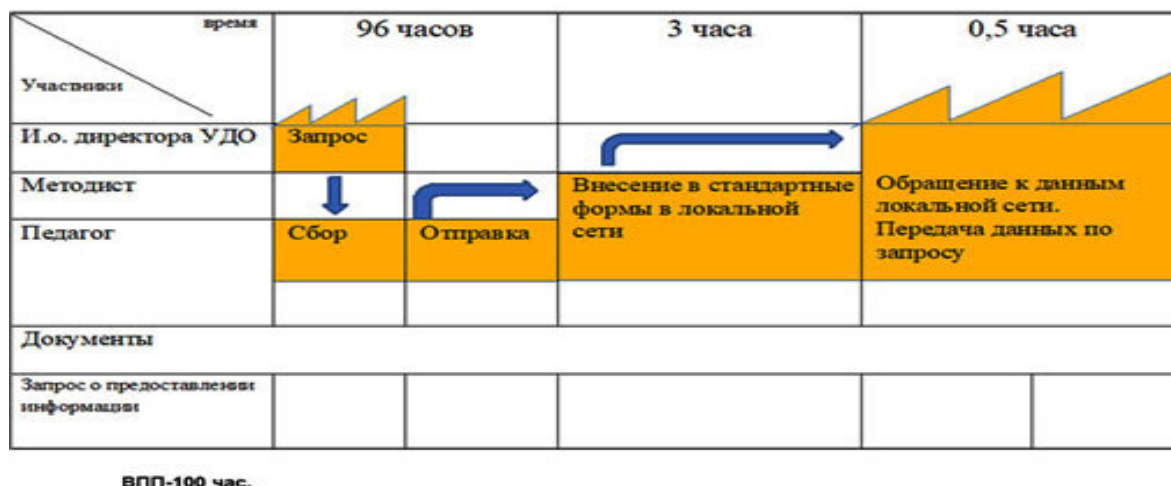 время
96 часов
3 часа
0,5 часа
Участники
И.о. директора УДО
Запрос
Методист
Внесение в стандартные
формы в локальной
сети
Обращение к данным
локальной сети.
Передача данных по
запросу
Педагог
Сбор
Отправка
Документы
Запрос о предоставлении
информации
ВПП-100 час.